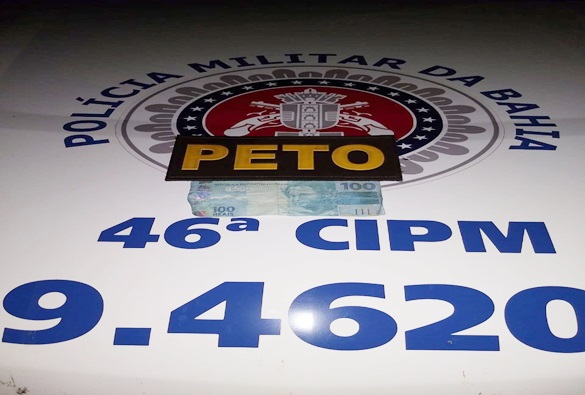 POLÍCIA MILITAR DA BAHIA
PETO
100
100
REAIS
46ª CIPM
9.4620